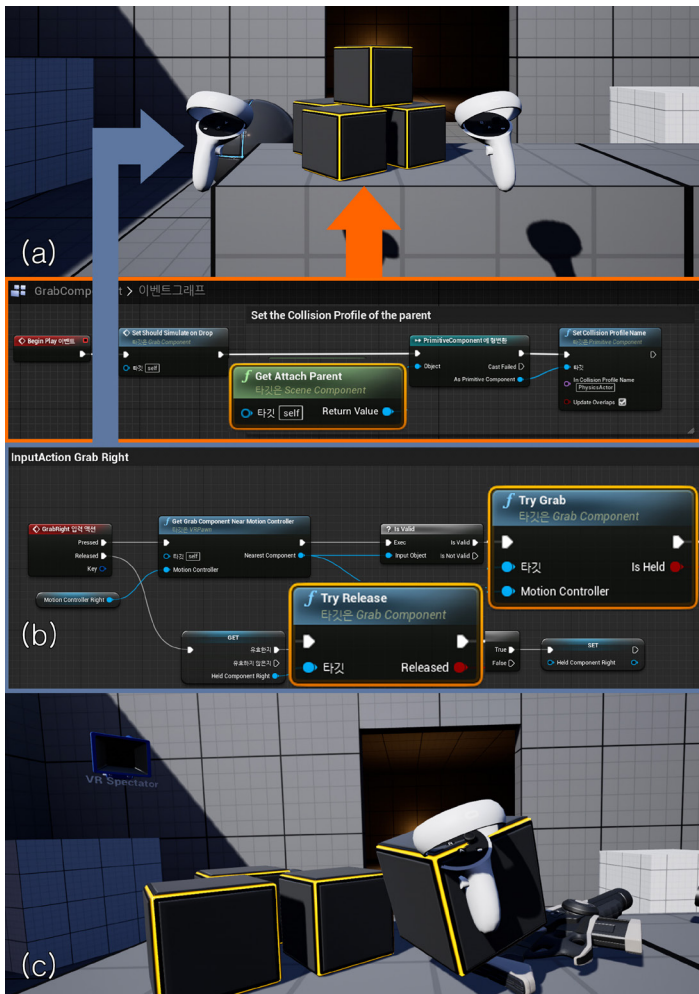 (a)
GrabComp t > 이벤트그래프
Set the Collision Profile of the parent
Begin Play 이벤트
Set Should Simulate on Drop
타깃은 Grab Component
타깃 self
Get Attach Parent
타깃은 Scene Component
타깃 self Return Value
PrimitiveComponent 에 형변환
Object Cast Failed
As Primitive Component
Set Collision Profile Name
타깃은 Primitive Component
타깃
In Collision Profile Name
PhysicsActor
Update Overlaps
InputAction Grab Right
GrabRight 입력 액션
Pressed
Released
Key
Motion Controller Right
Get Grab Component Near Motion Controller
타깃은 VRPawn
타깃 self Nearest Component
Motion Controller
? Is Valid
Exec Is Valid
Input Object Is Not Valid
Try Grab
타깃은 Grab Component
타깃 Is Held
Motion Controller
(b)
GET
유효한지
유효하지 않은지
Held Component Right
Try Release
타깃은 Grab Component
타깃 Released
True
False
SET
Held Component Right
VR Spectator
(c)